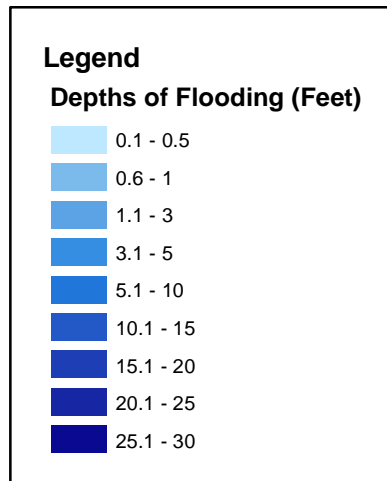 Legend
Depths of Flooding (Feet)
0.1 - 0.5
0.6 - 1
1.1 - 3
3.1 - 5
5.1 - 10
10.1 - 15
15.1 - 20
20.1 - 25
25.1 - 30